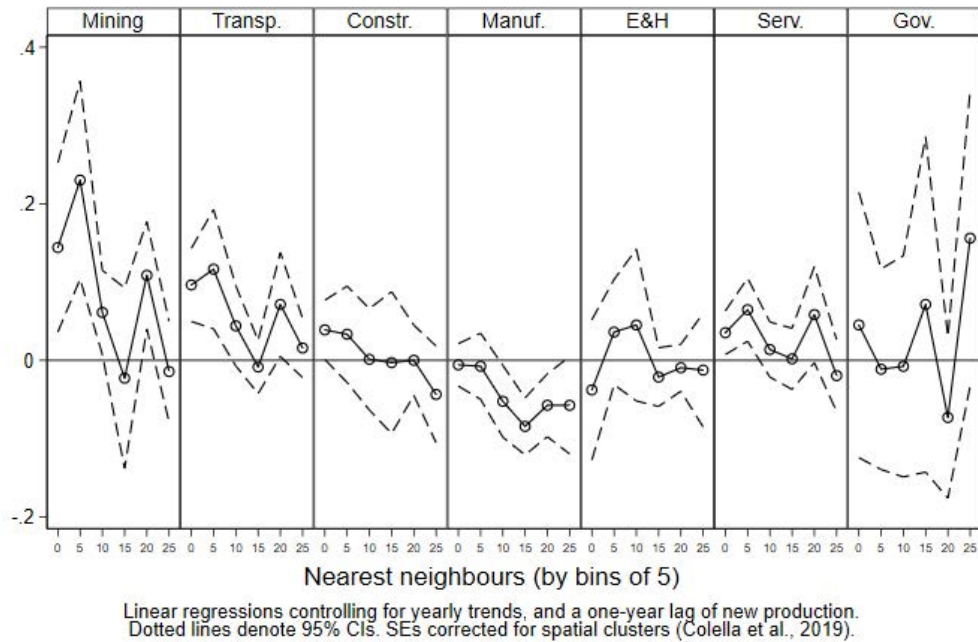 Mining Transp. Constr. Manuf. E&H Serv. Gov.
.4
.2
0
-.2
0 5 10 15 20 25 0 5 10 15 20 25 0 5 10 15 20 25 0 5 10 15 20 25 0 5 10 15 20 25 0 5 10 15 20 25 0 5 10 15 20 25
Nearest neighbours (by bins of 5)
Linear regressions controlling for yearly trends, and a one-year lag of new production.
Dotted lines denote 95% CIs. SEs corrected for spatial clusters (Colella et al., 2019).